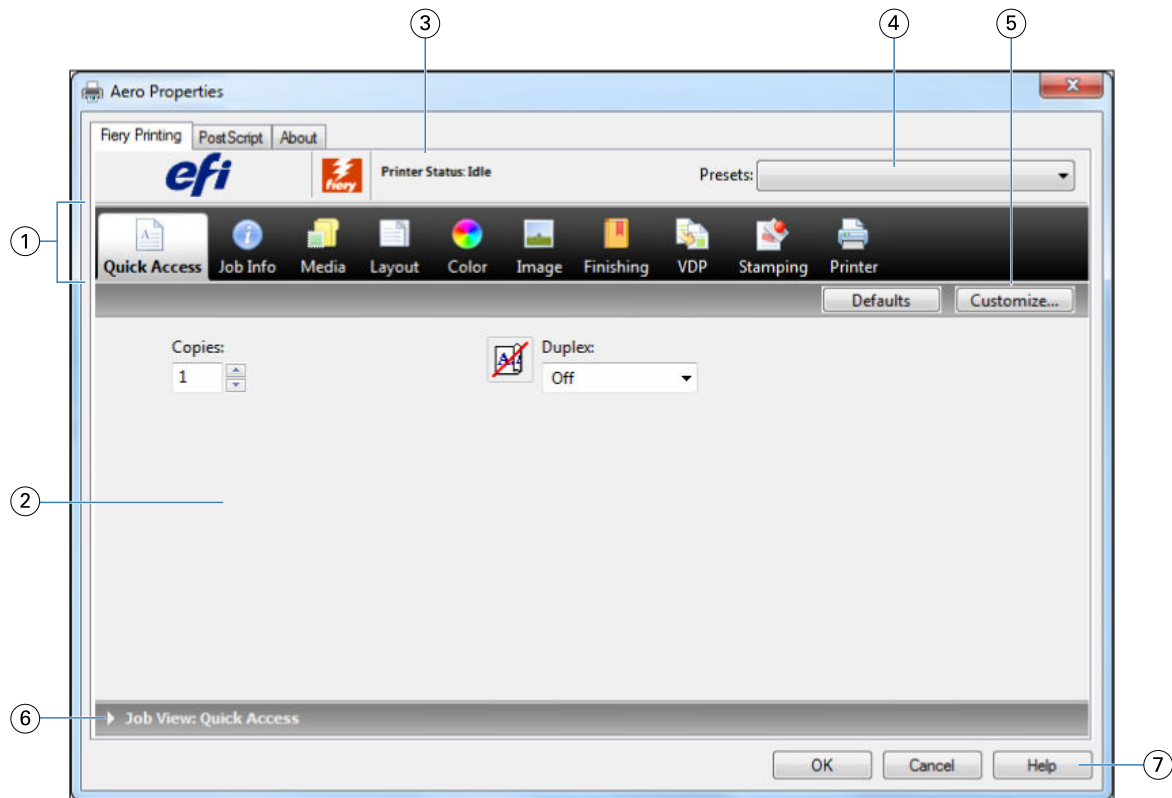 3 4 5
Aero Properties
Fiery Printing PostScript About
efi fiery Printer Status: Idle Presets:
1
Quick Access Job Info Media Layout Color Image Finishing VDP Stamping Printer
Defaults Customize...
Copies: Duplex:
1 Off
2
6 Job View: Quick Access
OK Cancel Help 7